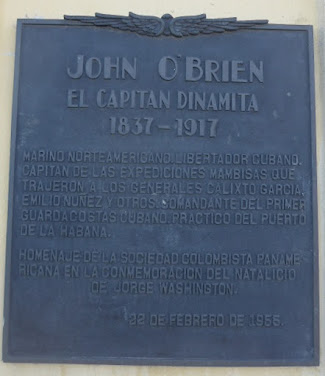 JOHN O'BRIEN
EL CAPITAN DINAMITA
1837-1917
MARINO NORTEAMERICANO, LIBERTADOR CUBANO.
CAPITAN DE LAS EXPEDICIONES MAMBISAS QUE
TRAJERON A LOS GENERALES CALIXTO GARCIA,
EMILIO NUÑEZ Y OTROS. COMANDANTE DEL PRIMER
GUARDACOSTAS CUBANO. PRACTICO DEL PUERTO
DE LA HABANA.
HOMENAJE DE LA SOCIEDAD COLOMBISTA PANAME-
RICANA EN LA CONMEMORACION DEL NATALICIO
DE JORGE WASHINGTON.
22 DE FEBRERO DE 1955.